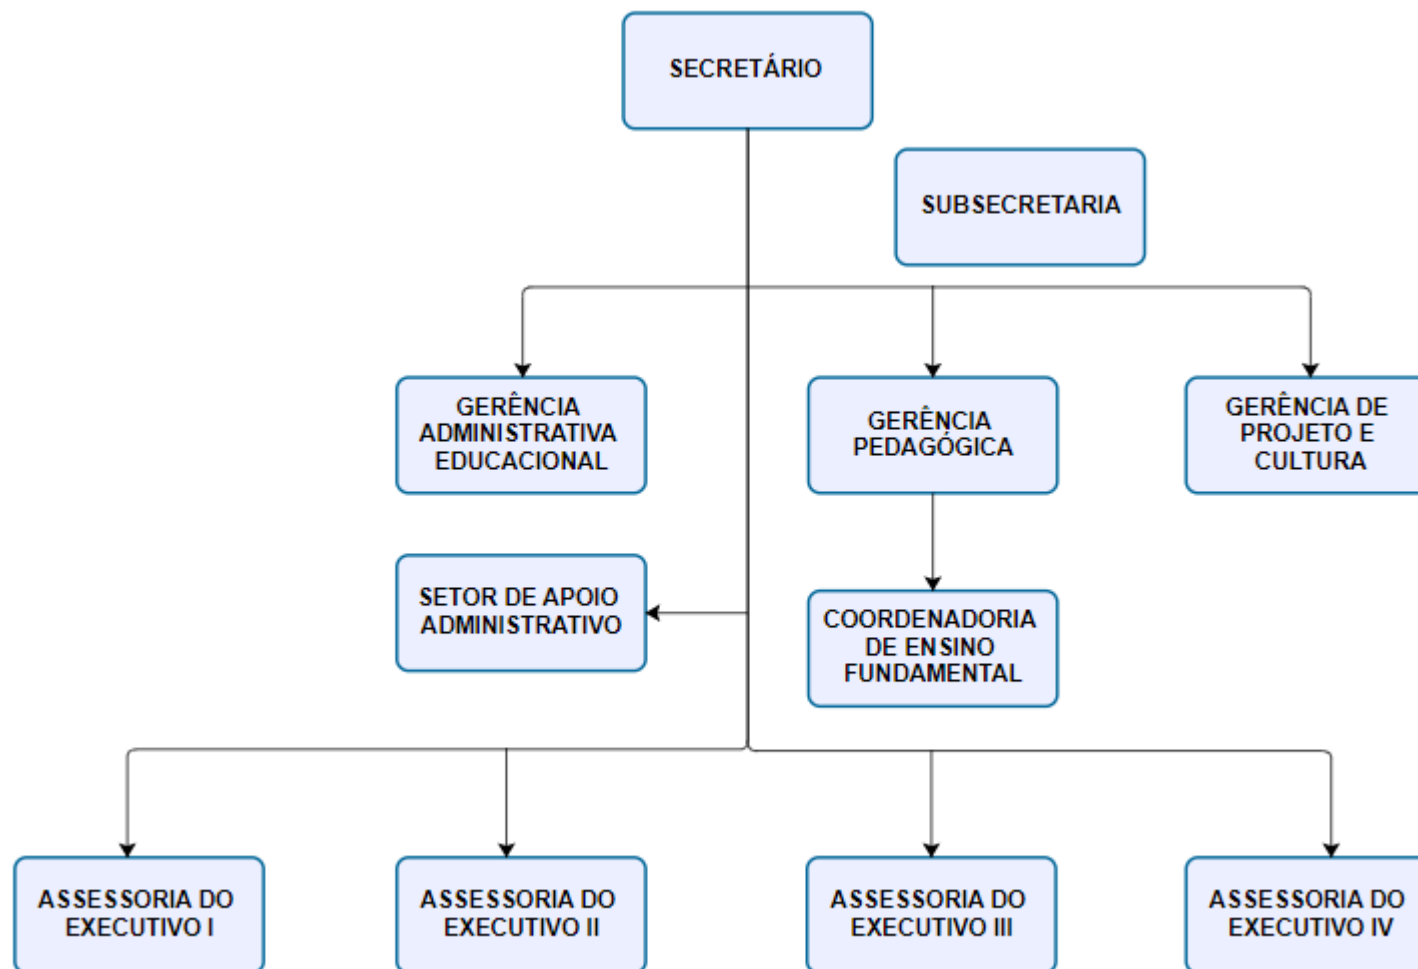 SECRETÁRIO
SUBSECRETARIA
GERÊNCIA
ADMINISTRATIVA
EDUCACIONAL
GERÊNCIA
PEDAGÓGICA
GERÊNCIA DE
PROJETO E
CULTURA
SETOR DE APOIO
ADMINISTRATIVO
COORDENADORIA
DE ENSINO
FUNDAMENTAL
ASSESSORIA DO
EXECUTIVO I
ASSESSORIA DO
EXECUTIVO II
ASSESSORIA DO
EXECUTIVO III
ASSESSORIA DO
EXECUTIVO IV